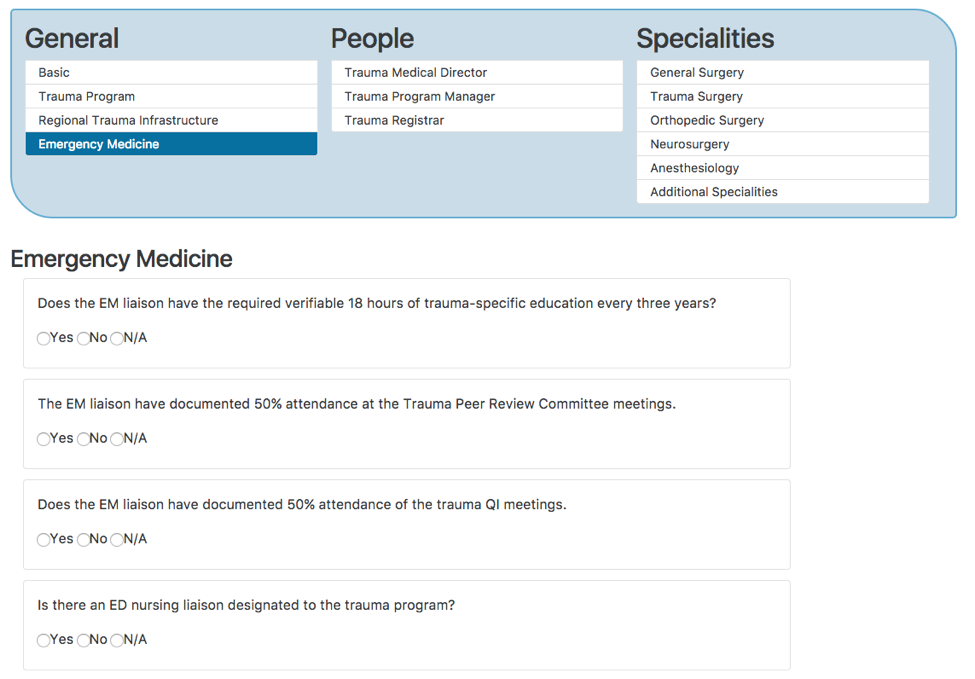 General
Basic
Trauma Program
Regional Trauma Infrastructure
Emergency Medicine
People
Trauma Medical Director
Trauma Program Manager
Trauma Registrar
Specialities
General Surgery
Trauma Surgery
Orthopedic Surgery
Neurosurgery
Anesthesiology
Additional Specialities
Emergency Medicine
Does the EM liaison have the required verifiable 18 hours of trauma-specific education every three years?
Yes No N/A
The EM liaison have documented 50% attendance at the Trauma Peer Review Committee meetings.
Yes No N/A
Does the EM liaison have documented 50% attendance of the trauma QI meetings.
Yes No N/A
Is there an ED nursing liaison designated to the trauma program?
Yes No N/A